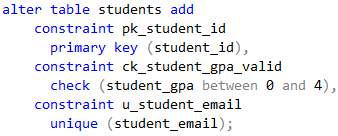 alter table students add
    constraint pk_student_id
      primary key (student_id),
    constraint ck_student_gpa_valid
      check (student_gpa between 0 and 4),
    constraint u_student_email
      unique (student_email);